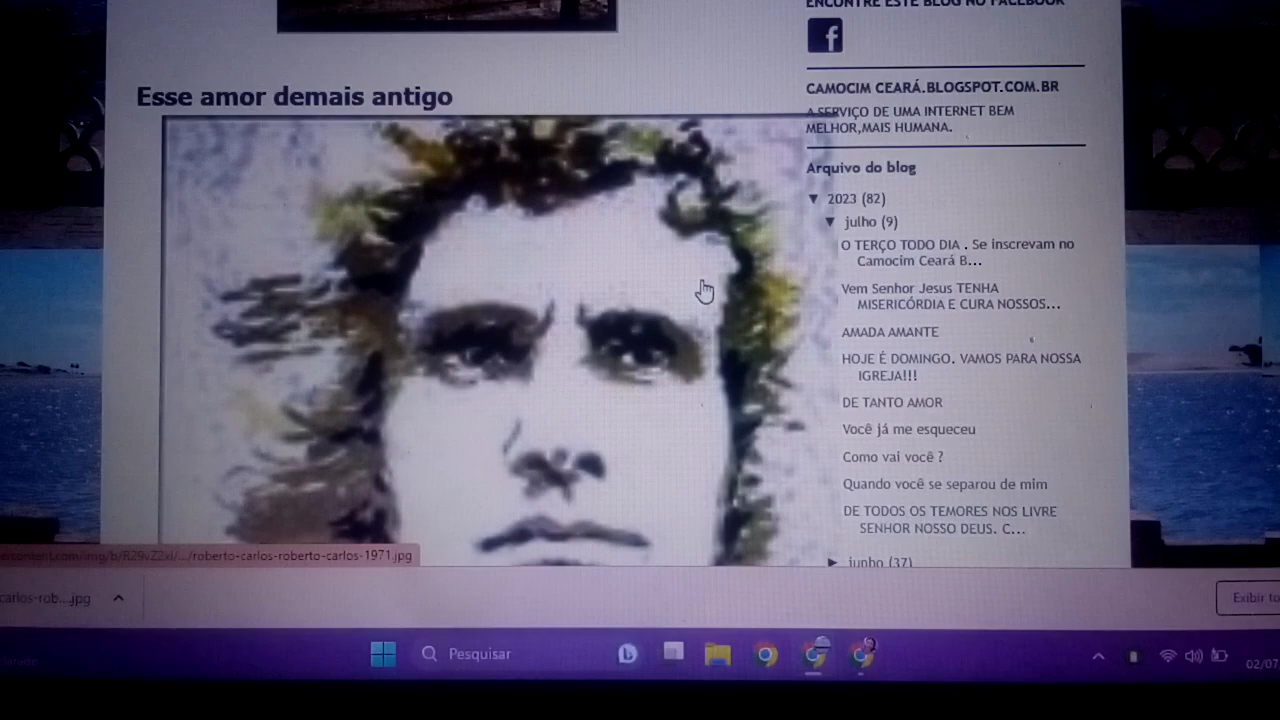 ENCONTRE ESTE BLOG NO FACEBOOK
f
Esse amor demais antigo
CAMOCIM CEARÁ.BLOGSPOT.COM.BR
A SERVIÇO DE UMA INTERNET BEM
MELHOR,MAIS HUMANA.
Arquivo do blog
▼ 2023 (82)
▼ julho (9)
O TERÇO TODO DIA . Se inscrevam no
Camocim Ceará B...
Vem Senhor Jesus TENHA
MISERICÓRDIA E CURA NOSSOS...
AMADA AMANTE
HOJE É DOMINGO. VAMOS PARA NOSSA
IGREJA!!!
DE TANTO AMOR
Você já me esqueceu
Como vai você ?
Quando você se separou de mim
DE TODOS OS TEMORES NOS LIVRE
SENHOR NOSSO DEUS. C...
► junho (37)
/roberto-carlos-roberto-carlos-1971.jpg
carlos-rob....jpg
Exibir to
Pesquisar
02/07